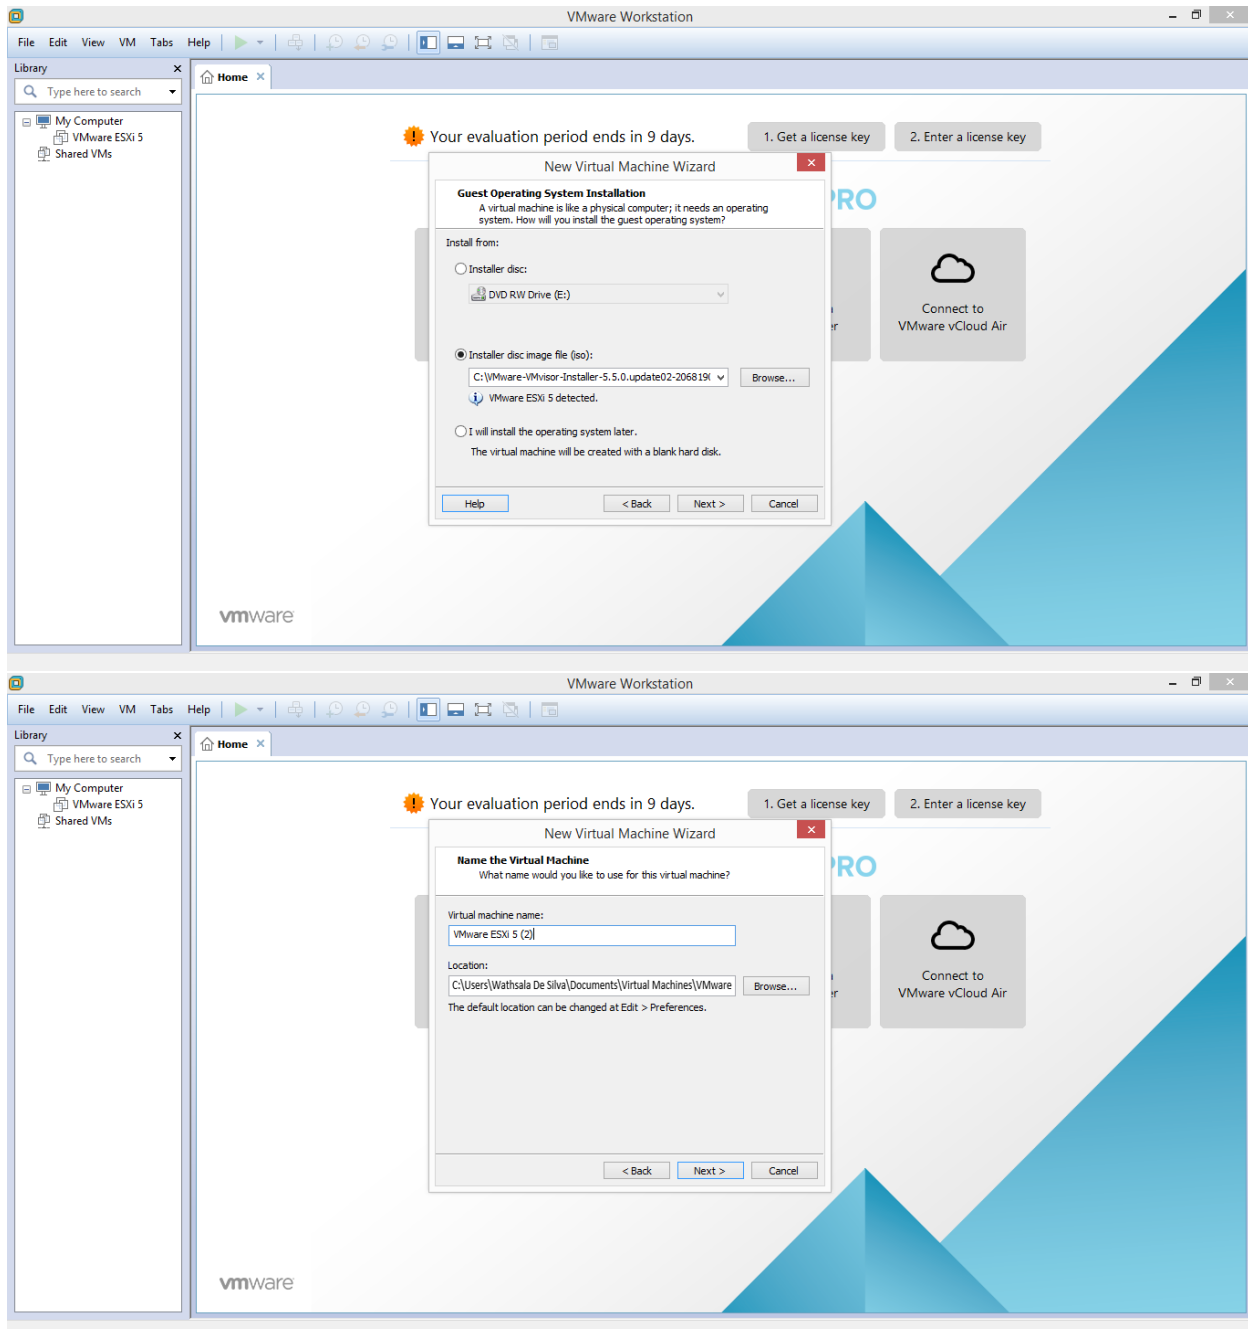 VMware Workstation
File Edit View VM Tabs Help
Library
Home
Type here to search
My Computer
VMware ESXi 5
Shared VMs
Your evaluation period ends in 9 days.
1. Get a license key
2. Enter a license key
New Virtual Machine Wizard
PRO
Guest Operating System Installation
A virtual machine is like a physical computer; it needs an operating
system. How will you install the guest operating system?
Install from:
Installer disc:
DVD RW Drive (E:)
Connect to
VMware vCloud Air
Installer disc image file (iso):
C:\VMware-VMvisor-Installer-5.5.0.update02-2068190
Browse...
VMware ESXi 5 detected.
I will install the operating system later.
The virtual machine will be created with a blank hard disk.
Help
< Back
Next >
Cancel
vmware
VMware Workstation
File Edit View VM Tabs Help
Library
Home
Type here to search
My Computer
VMware ESXi 5
Shared VMs
Your evaluation period ends in 9 days.
1. Get a license key
2. Enter a license key
New Virtual Machine Wizard
PRO
Name the Virtual Machine
What name would you like to use for this virtual machine?
Virtual machine name:
VMware ESXi 5 (2)
Location:
C:\Users\Wathsala De Silva\Documents\Virtual Machines\VMware
Browse...
Connect to
VMware vCloud Air
The default location can be changed at Edit > Preferences.
< Back
Next >
Cancel
vmware